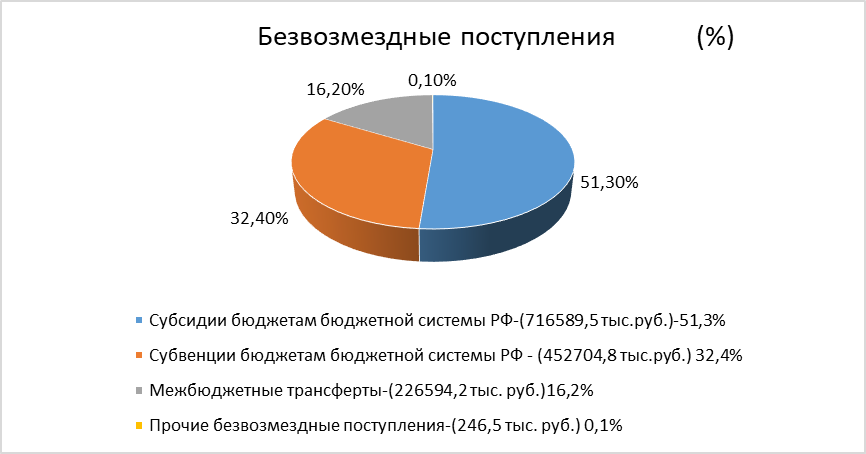 Безвозмездные поступления (%)
0,10%
16,20%
51,30%
32,40%
Субсидии бюджетам бюджетной системы РФ-(716589,5 тыс.руб.)-51,3%
Субвенции бюджетам бюджетной системы РФ - (452704,8 тыс.руб.) 32,4%
Межбюджетные трансферты-(226594,2 тыс. руб.)16,2%
Прочие безвозмездные поступления-(246,5 тыс. руб.) 0,1%